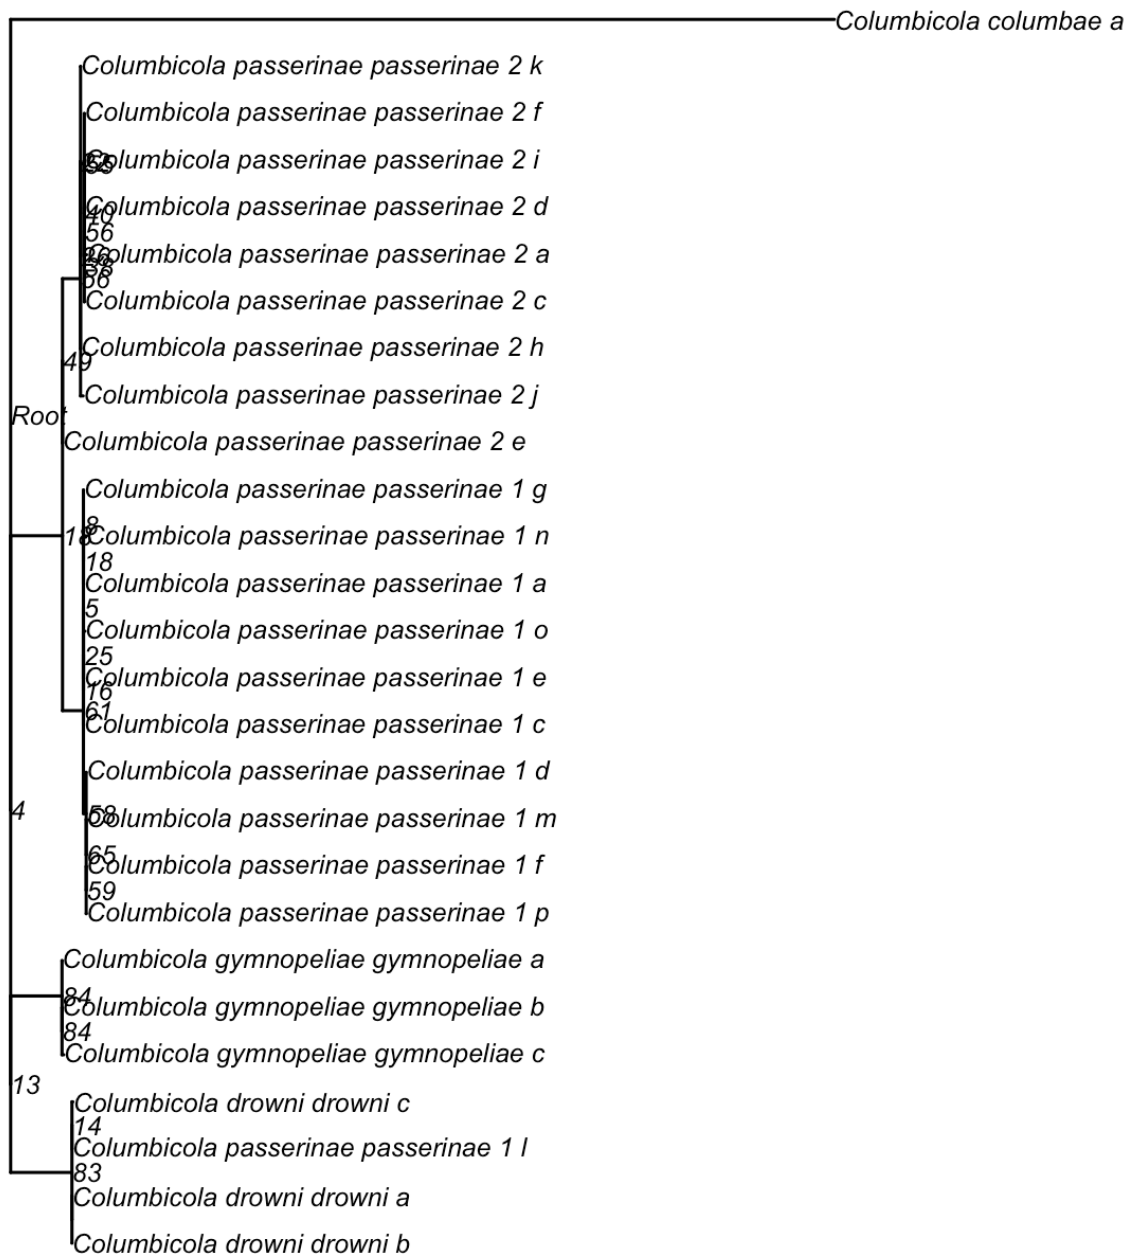 Columbicola columbae a
Columbicola passerinae passerinae 2 k
Columbicola passerinae passerinae 2 f
Columbicola passerinae passerinae 2 i
Columbicola passerinae passerinae 2 d
40
56
Columbicola passerinae passerinae 2 a
56
Columbicola passerinae passerinae 2 c
Columbicola passerinae passerinae 2 h
49
Columbicola passerinae passerinae 2 j
Root
Columbicola passerinae passerinae 2 e
Columbicola passerinae passerinae 1 g
8
18 Columbicola passerinae passerinae 1 n
18
Columbicola passerinae passerinae 1 a
5
Columbicola passerinae passerinae 1 o
25
Columbicola passerinae passerinae 1 e
16
61
Columbicola passerinae passerinae 1 c
Columbicola passerinae passerinae 1 d
4
58
Columbicola passerinae passerinae 1 m
65
Columbicola passerinae passerinae 1 f
59
Columbicola passerinae passerinae 1 p
Columbicola gymnopeliae gymnopeliae a
84
Columbicola gymnopeliae gymnopeliae b
84
Columbicola gymnopeliae gymnopeliae c
13
Columbicola drowni drowni c
14
Columbicola passerinae passerinae 1 l
83
Columbicola drowni drowni a
Columbicola drowni drowni b